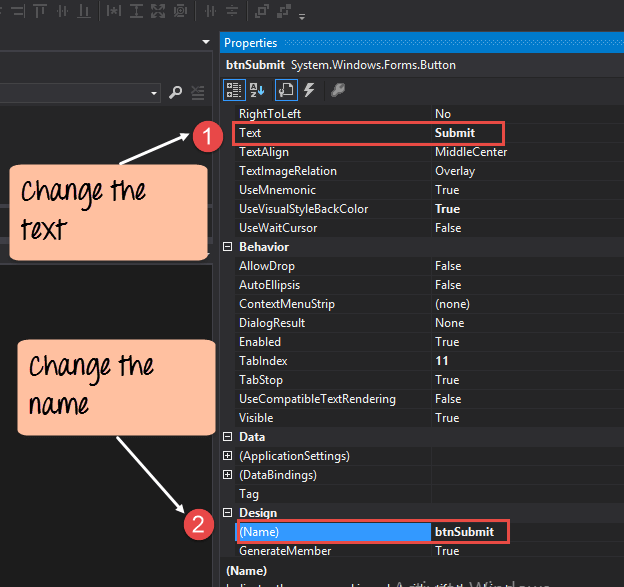 Properties
btnSubmit System.Windows.Forms.Button
RightToLeft No
1
Text Submit
TextAlign MiddleCenter
TextImageRelation Overlay
Change the
text
UseMnemonic True
UseVisualStyleBackColor True
UseWaitCursor False
Behavior
AllowDrop False
AutoEllipsis False
ContextMenuStrip (none)
DialogResult None
Enabled True
Change the
name
TabIndex 11
TabStop True
UseCompatibleTextRendering False
Visible True
Data
(ApplicationSettings)
(DataBindings)
Tag
Design
2
(Name) btnSubmit
GenerateMember True
(Name)